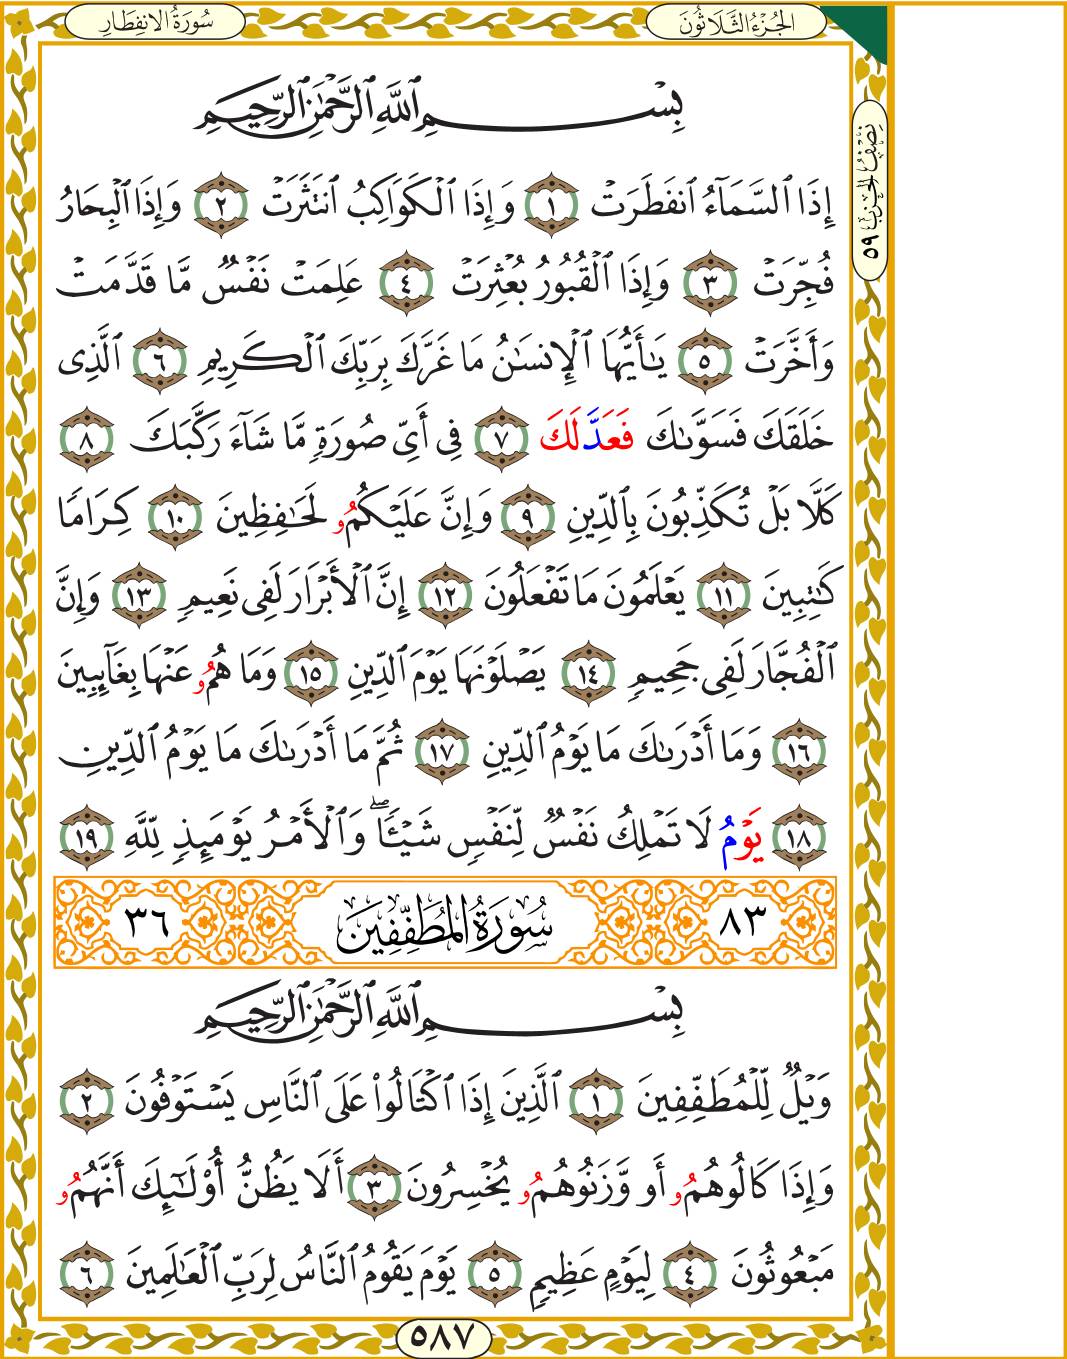 سُورَةُ الِانفِطَارِ
الجُزْءُ الثَّلَاثُونَ
نِصْفُ الحِزْبِ ٥٩
بِسْمِ ٱللَّهِ ٱلرَّحْمَٰنِ ٱلرَّحِيمِ
إِذَا ٱلسَّمَآءُ ٱنفَطَرَتْ ١ وَإِذَا ٱلْكَوَاكِبُ ٱنتَثَرَتْ ٢ وَإِذَا ٱلْبِحَارُ
فُجِّرَتْ ٣ وَإِذَا ٱلْقُبُورُ بُعْثِرَتْ ٤ عَلِمَتْ نَفْسٌ مَّا قَدَّمَتْ
وَأَخَّرَتْ ٥ يَٰٓأَيُّهَا ٱلْإِنسَٰنُ مَا غَرَّكَ بِرَبِّكَ ٱلْكَرِيمِ ٦ ٱلَّذِى
خَلَقَكَ فَسَوَّىٰكَ فَعَدَّلَكَ ٧ فِىٓ أَىِّ صُورَةٍ مَّا شَآءَ رَكَّبَكَ ٨
كَلَّا بَلْ تُكَذِّبُونَ بِٱلدِّينِ ٩ وَإِنَّ عَلَيْكُمُو لَحَٰفِظِينَ ١٠ كِرَامًا
كَٰتِبِينَ ١١ يَعْلَمُونَ مَا تَفْعَلُونَ ١٢ إِنَّ ٱلْأَبْرَارَ لَفِى نَعِيمٍ ١٣ وَإِنَّ
ٱلْفُجَّارَ لَفِى جَحِيمٍ ١٤ يَصْلَوْنَهَا يَوْمَ ٱلدِّينِ ١٥ وَمَا هُمُو عَنْهَا بِغَآئِبِينَ
١٦ وَمَآ أَدْرَىٰكَ مَا يَوْمُ ٱلدِّينِ ١٧ ثُمَّ مَآ أَدْرَىٰكَ مَا يَوْمُ ٱلدِّينِ
١٨ يَوْمُ لَا تَمْلِكُ نَفْسٌ لِّنَفْسٍ شَيْـًٔا ۖ وَٱلْأَمْرُ يَوْمَئِذٍ لِّلَّهِ ١٩
٨٣ سُورَةُ المُطَفِّفِينَ ٣٦
بِسْمِ ٱللَّهِ ٱلرَّحْمَٰنِ ٱلرَّحِيمِ
وَيْلٌ لِّلْمُطَفِّفِينَ ١ ٱلَّذِينَ إِذَا ٱكْتَالُوا۟ عَلَى ٱلنَّاسِ يَسْتَوْفُونَ ٢
وَإِذَا كَالُوهُمُو أَو وَّزَنُوهُمُو يُخْسِرُونَ ٣ أَلَا يَظُنُّ أُو۟لَٰٓئِكَ أَنَّهُمُو
مَبْعُوثُونَ ٤ لِيَوْمٍ عَظِيمٍ ٥ يَوْمَ يَقُومُ ٱلنَّاسُ لِرَبِّ ٱلْعَٰلَمِينَ ٦
٥٨٧